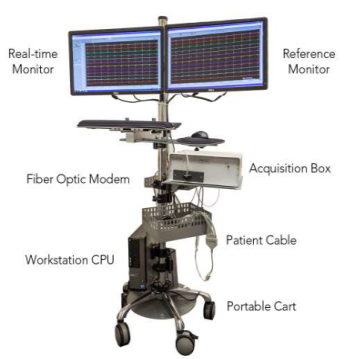 Real-time
Monitor
Reference
Monitor
Acquisition Box
Fiber Optic Modem
Patient Cable
Workstation CPU
Portable Cart